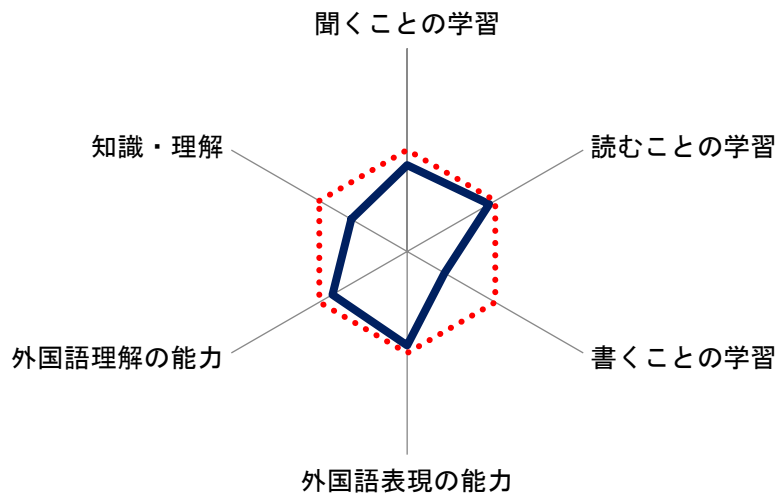 聞くことの学習
知識・理解
読むことの学習
外国語理解の能力
書くことの学習
外国語表現の能力